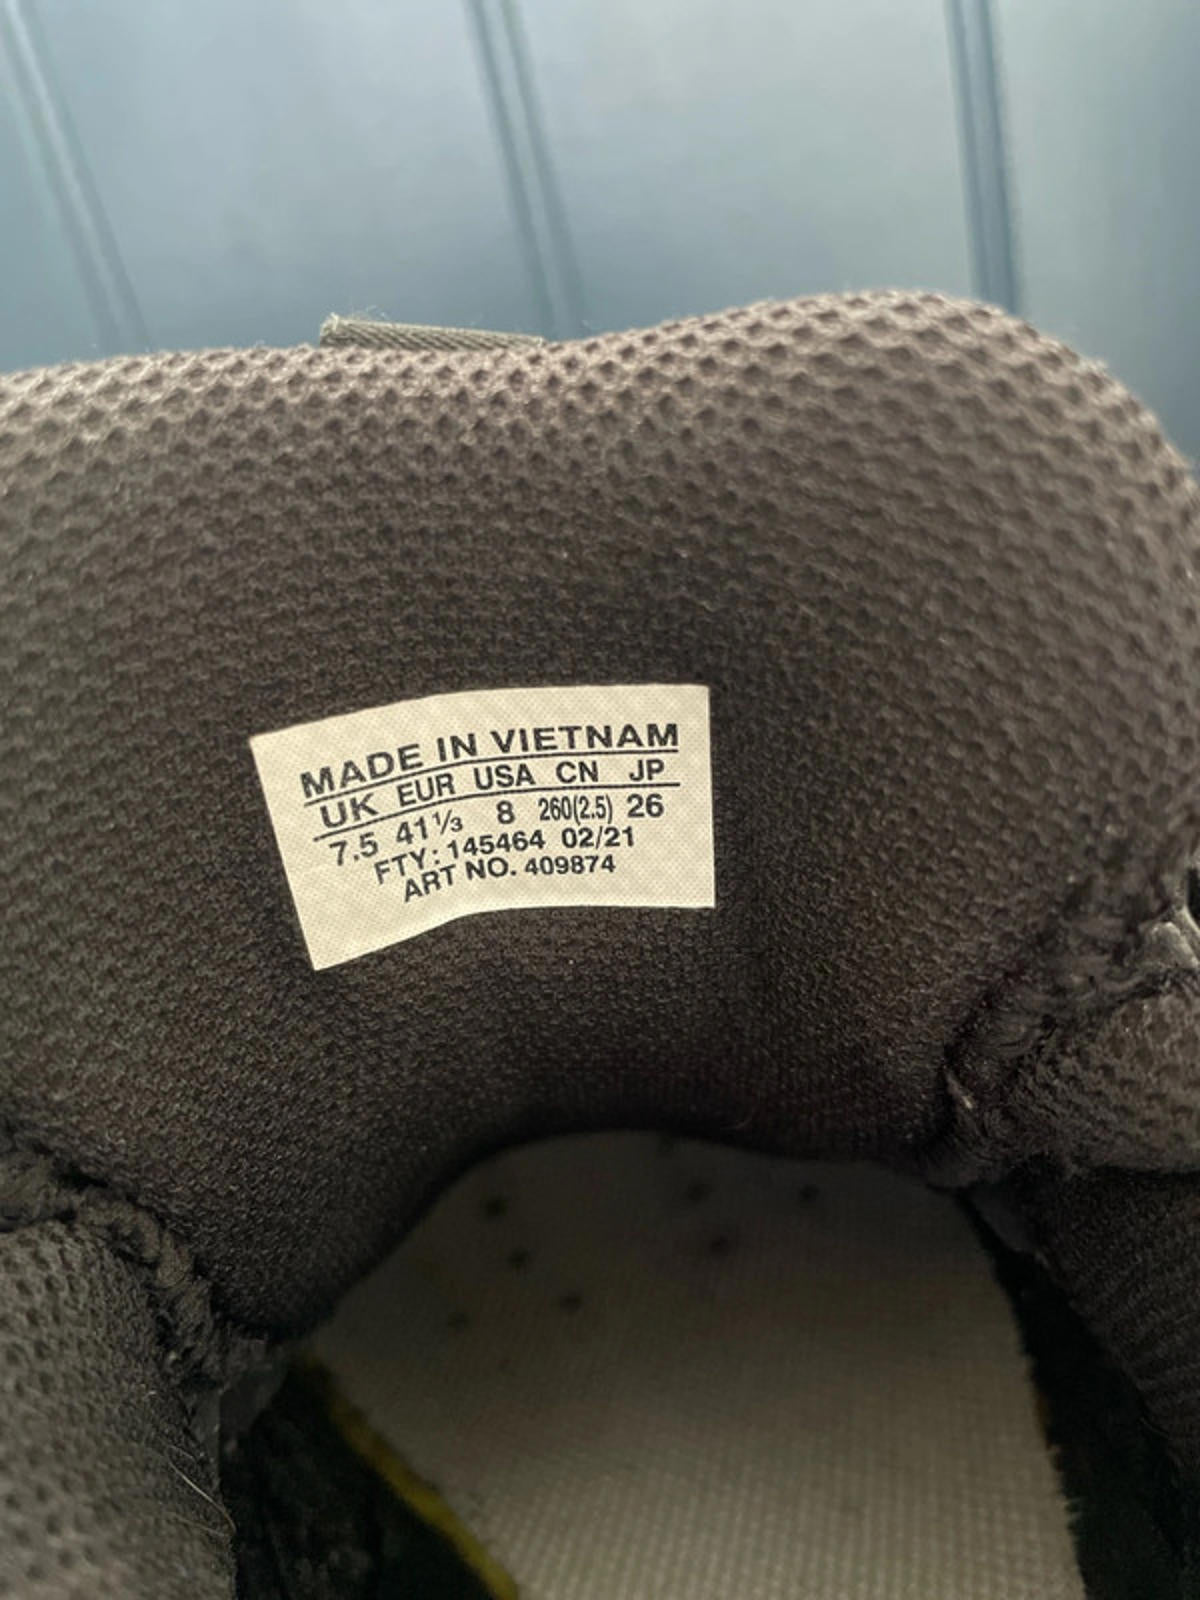 MADE IN VIETNAM
UK EUR USA CN JP
7.5 41⅓ 8 260(2.5) 26
FTY: 145464 02/21
ART NO. 409874